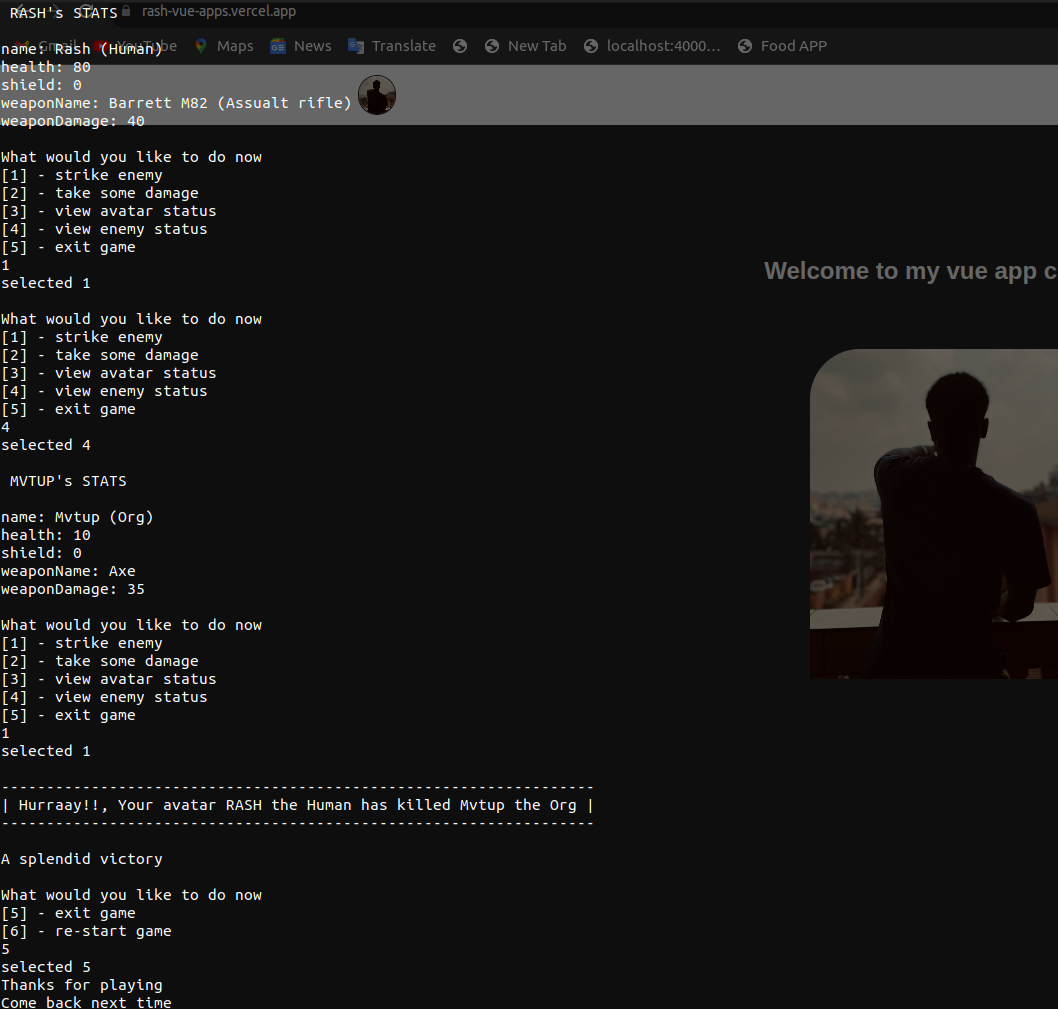 RASH's STATS
rash-vue-apps.vercel.app
Gmail YouTube Maps News Translate New Tab localhost:4000... Food APP
name: Rash (Human)
health: 80
shield: 0
weaponName: Barrett M82 (Assualt rifle)
weaponDamage: 40
What would you like to do now
[1] - strike enemy
[2] - take some damage
[3] - view avatar status
[4] - view enemy status
[5] - exit game
1
selected 1
Welcome to my vue app c
What would you like to do now
[1] - strike enemy
[2] - take some damage
[3] - view avatar status
[4] - view enemy status
[5] - exit game
4
selected 4
MVTUP's STATS
name: Mvtup (Org)
health: 10
shield: 0
weaponName: Axe
weaponDamage: 35
What would you like to do now
[1] - strike enemy
[2] - take some damage
[3] - view avatar status
[4] - view enemy status
[5] - exit game
1
selected 1
------------------------------------------------------------------
| Hurraay!!, Your avatar RASH the Human has killed Mvtup the Org |
------------------------------------------------------------------
A splendid victory
What would you like to do now
[5] - exit game
[6] - re-start game
5
selected 5
Thanks for playing
Come back next time